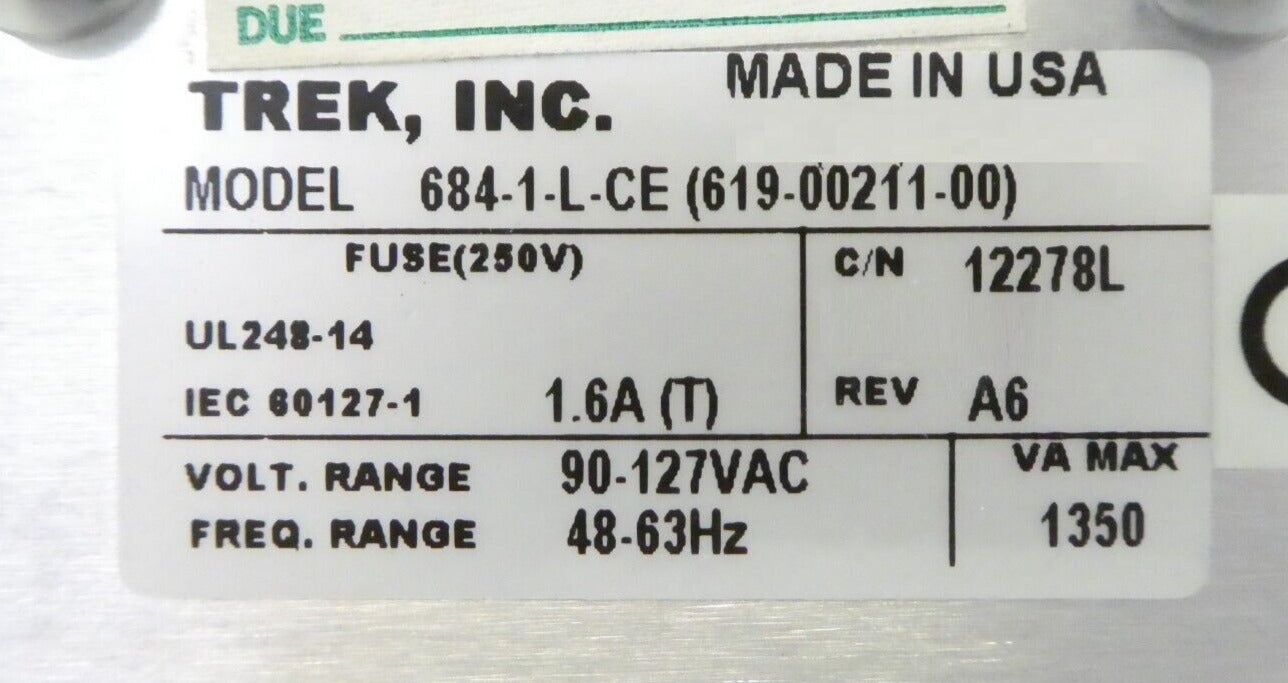 DUE
TREK, INC. MADE IN USA
MODEL 684-1-L-CE (619-00211-00)
FUSE(250V) C/N 12278L
UL248-14
IEC 60127-1 1.6A (T) REV A6
VOLT. RANGE 90-127VAC VA MAX
FREQ. RANGE 48-63Hz 1350